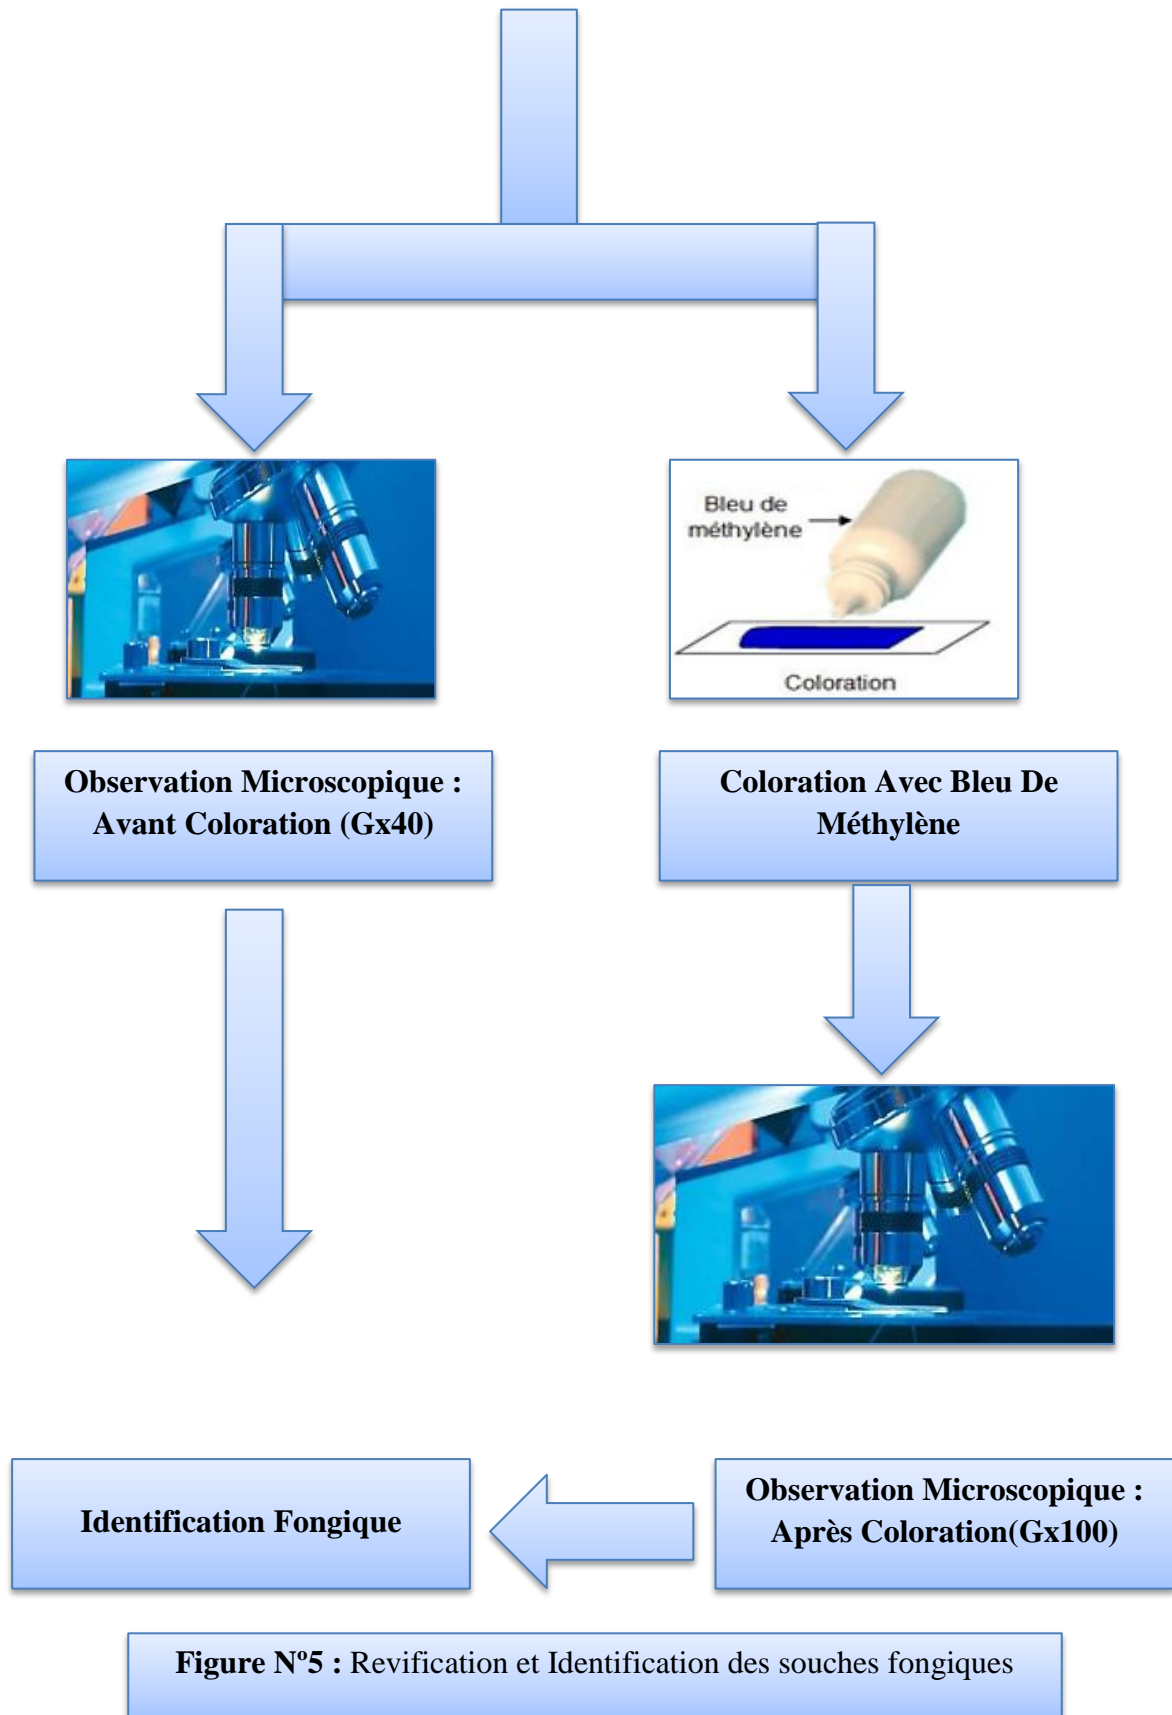 Bleu de
méthylène
Coloration
Observation Microscopique :
Avant Coloration (Gx40)
Coloration Avec Bleu De
Méthylène
Identification Fongique
Observation Microscopique :
Après Coloration(Gx100)
Figure Nº5 : Revification et Identification des souches fongiques